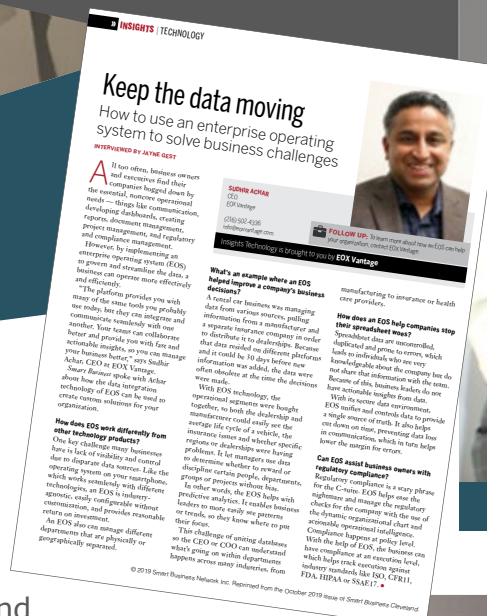 » INSIGHTS | TECHNOLOGY
Keep the data moving
How to use an enterprise operating
system to solve business challenges
INTERVIEWED BY JAYNE GEST
All too often, business owners
and executives find their
companies bogged down by
the essential, noncore operational
needs — things like communication,
developing dashboards, creating
reports, document management,
project management, and regulatory
and compliance management.
However, by implementing an
enterprise operating system (EOS)
to govern and streamline the data, a
business can operate more effectively
and efficiently.
"The platform provides you with
many of the same tools you probably
use today, but they can integrate and
communicate seamlessly with one
another. Your teams can collaborate
better and provide you with fast and
actionable insights, so you can manage
your business better," says Sudhir
Achar, CEO at EOX Vantage.
Smart Business spoke with Achar
about how the data integration
technology of EOS can be used to
create custom solutions for your
organization.
How does EOS work differently from
other technology products?
One key challenge many businesses
have is lack of visibility and control
due to disparate data sources. Like the
operating system on your smartphone,
which works seamlessly with different
technologies, an EOS is industry-
agnostic, easily configurable without
customization, and provides reasonable
return on investment.
An EOS also can manage different
departments that are physically or
geographically separated.
SUDHIR ACHAR
CEO
EOX Vantage
(216) 502-4336
info@eoxvantage.com
FOLLOW UP: To learn more about how an EOS can help
your organization, contact EOX Vantage.
Insights Technology is brought to you by EOX Vantage
What's an example where an EOS
helped improve a company's business
decisions?
A rental car business was managing
data from various sources, pulling
information from a manufacturer and
a separate insurance company in order
to distribute it to dealerships. Because
that data resided on different platforms
and it could be 30 days before new
information was added, the data were
often obsolete at the time the decisions
were made.
With EOS technology, the
operational segments were bought
together, so both the dealership and
manufacturer could easily see the
average life cycle of a vehicle, the
insurance issues and whether specific
regions or dealerships were having
problems. It let managers use data
to determine whether to reward or
discipline certain people, departments,
groups or projects without bias.
In other words, the EOS helps with
predictive analytics. It enables business
leaders to more easily see patterns
or trends, so they know where to put
their focus.
This challenge of uniting databases
so the CEO or COO can understand
what's going on within departments
happens across many industries, from
manufacturing to insurance or health
care providers.
How does an EOS help companies stop
their spreadsheet woes?
Spreadsheet data are uncontrolled,
duplicated and prone to errors, which
leads to individuals who are very
knowledgeable about the company but do
not share that information with the team.
Because of this, business leaders do not
have actionable insights from data.
With its secure data environment,
EOS unifies and controls data to provide
a single source of truth. It also helps
cut down on time, preventing data loss
in communication, which in turn helps
lower the margin for errors.
Can EOS assist business owners with
regulatory compliance?
Regulatory compliance is a scary phrase
for the C-suite. EOS helps ease the
nightmare and manage the regulatory
checks for the company with the use of
the dynamic organizational chart and
actionable operational intelligence.
Compliance happens at policy level.
With the help of EOS, the business can
have compliance at an execution level,
which helps track execution against
industry standards like ISO, CFR11,
FDA, HIPAA or SSAE17. ●
© 2019 Smart Business Network Inc. Reprinted from the October 2019 issue of Smart Business Cleveland.
nd